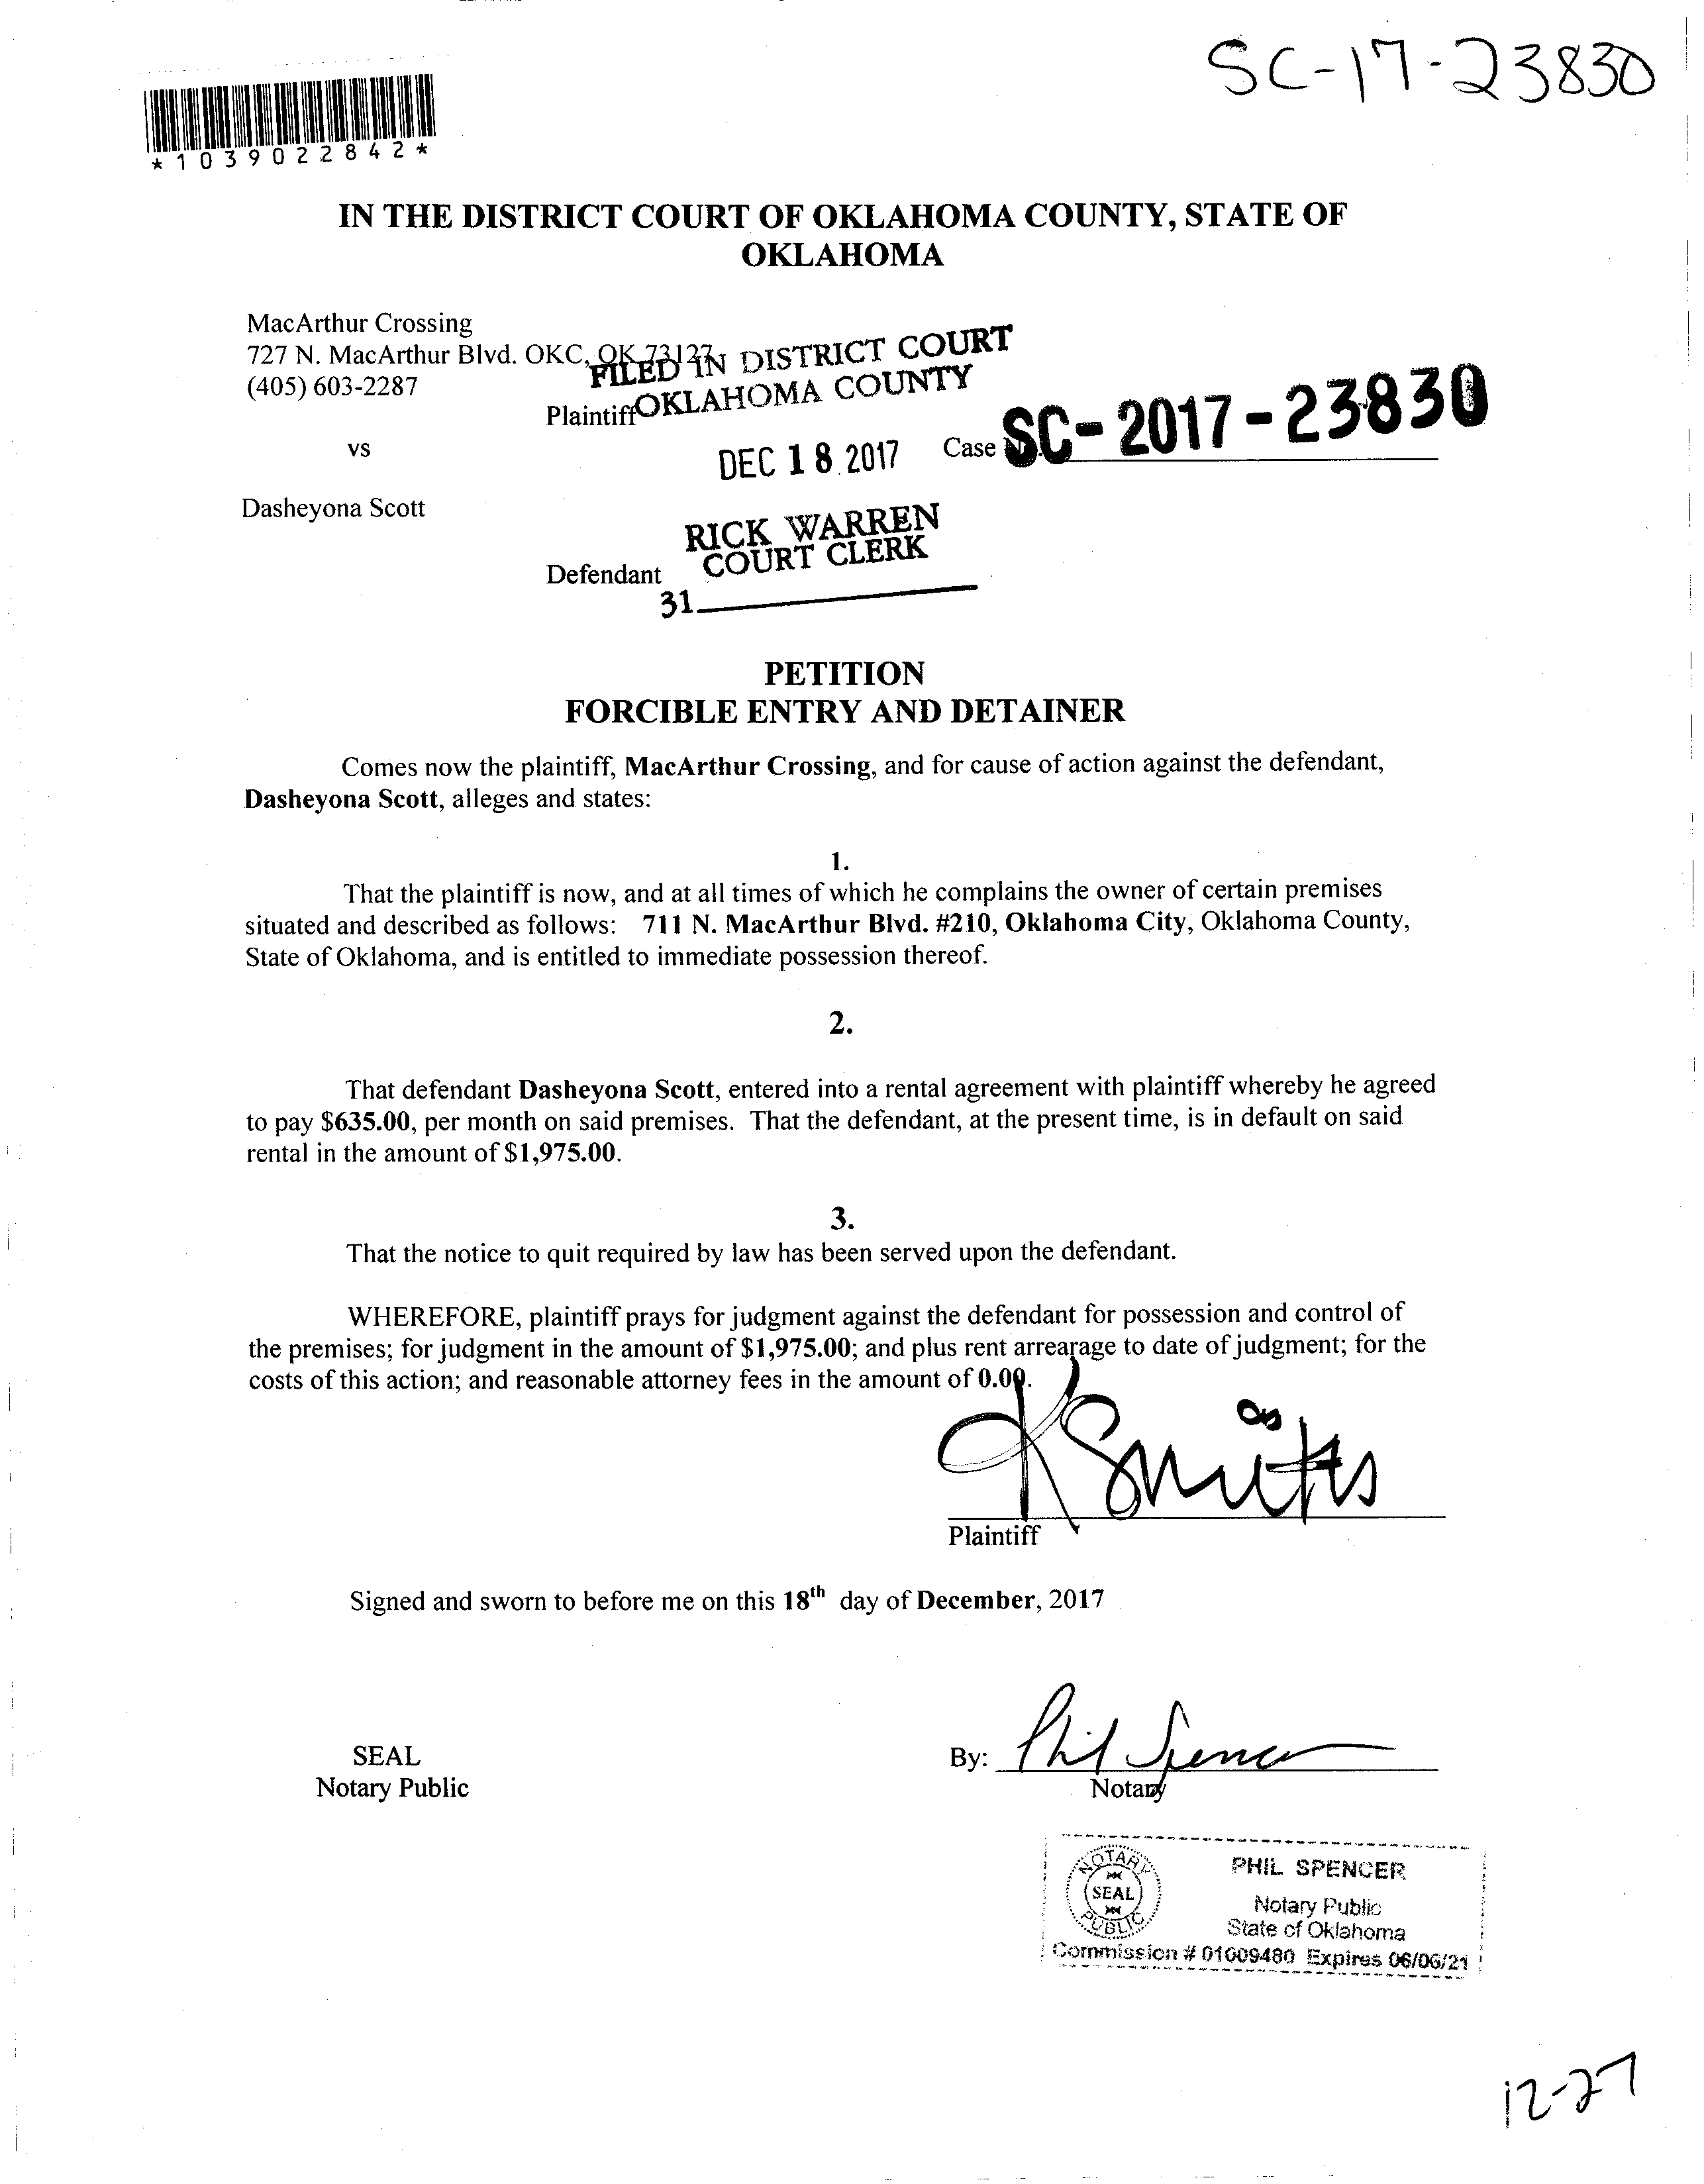 SC-17-23830
*1039022842*
IN THE DISTRICT COURT OF OKLAHOMA COUNTY, STATE OF
OKLAHOMA
MacArthur Crossing
727 N. MacArthur Blvd. OKC, OK 73127
(405) 603-2287
Plaintiff
FILED IN DISTRICT COURT
OKLAHOMA COUNTY
vs
DEC 18 2017
Case SC-2017-23830
Dasheyona Scott
RICK WARREN
COURT CLERK
Defendant
31
PETITION
FORCIBLE ENTRY AND DETAINER
Comes now the plaintiff, MacArthur Crossing, and for cause of action against the defendant,
Dasheyona Scott, alleges and states:
1.
That the plaintiff is now, and at all times of which he complains the owner of certain premises
situated and described as follows: 711 N. MacArthur Blvd. #210, Oklahoma City, Oklahoma County,
State of Oklahoma, and is entitled to immediate possession thereof.
2.
That defendant Dasheyona Scott, entered into a rental agreement with plaintiff whereby he agreed
to pay $635.00, per month on said premises. That the defendant, at the present time, is in default on said
rental in the amount of $1,975.00.
3.
That the notice to quit required by law has been served upon the defendant.
WHEREFORE, plaintiff prays for judgment against the defendant for possession and control of
the premises; for judgment in the amount of $1,975.00; and plus rent arrearage to date of judgment; for the
costs of this action; and reasonable attorney fees in the amount of 0.00.
Plaintiff
Signed and sworn to before me on this 18th day of December, 2017
SEAL
Notary Public
By: Phil Spencer
Notary
NOTARY
SEAL
PUBLIC
PHIL SPENCER
Notary Public
State of Oklahoma
Commission # 01009480 Expires 06/06/21
12-27